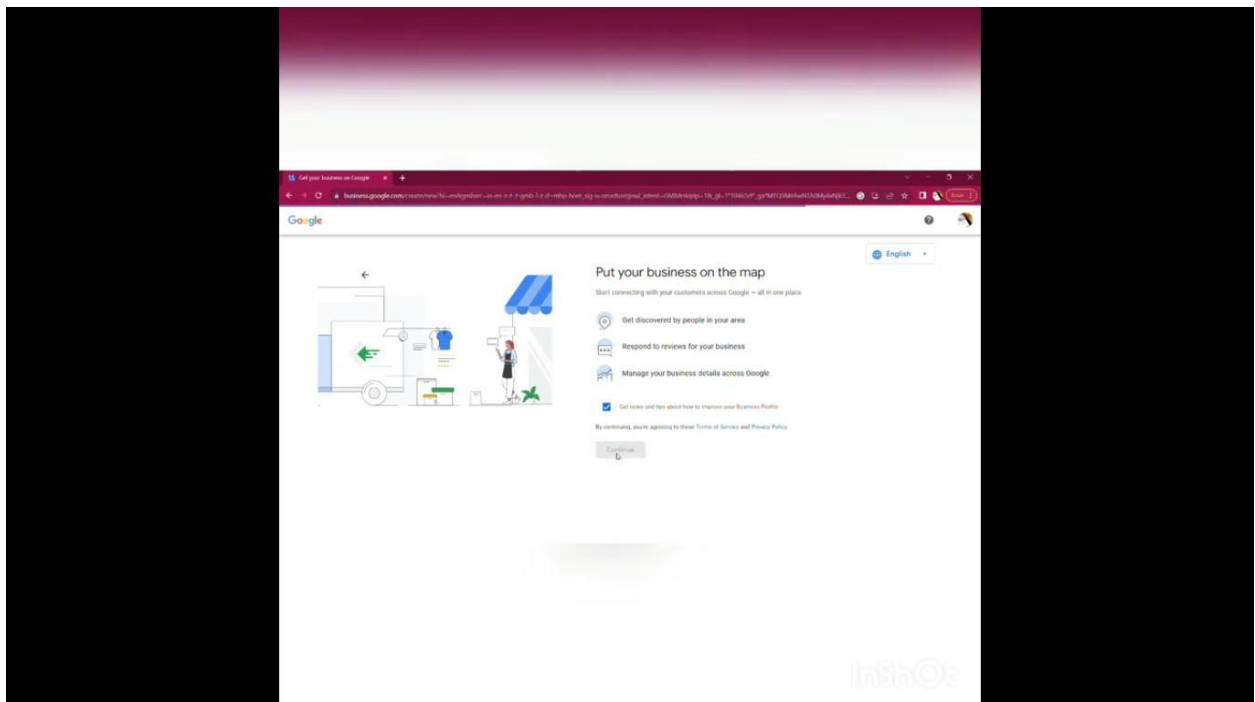 Get your business on Google
business.google.com
Google
English
Put your business on the map
Start connecting with your customers across Google — all in one place
Get discovered by people in your area
Respond to reviews for your business
Manage your business details across Google
Get news and tips about how to improve your Business Profile
By continuing, you're agreeing to these Terms of Service and Privacy Policy
Continue
InShOt